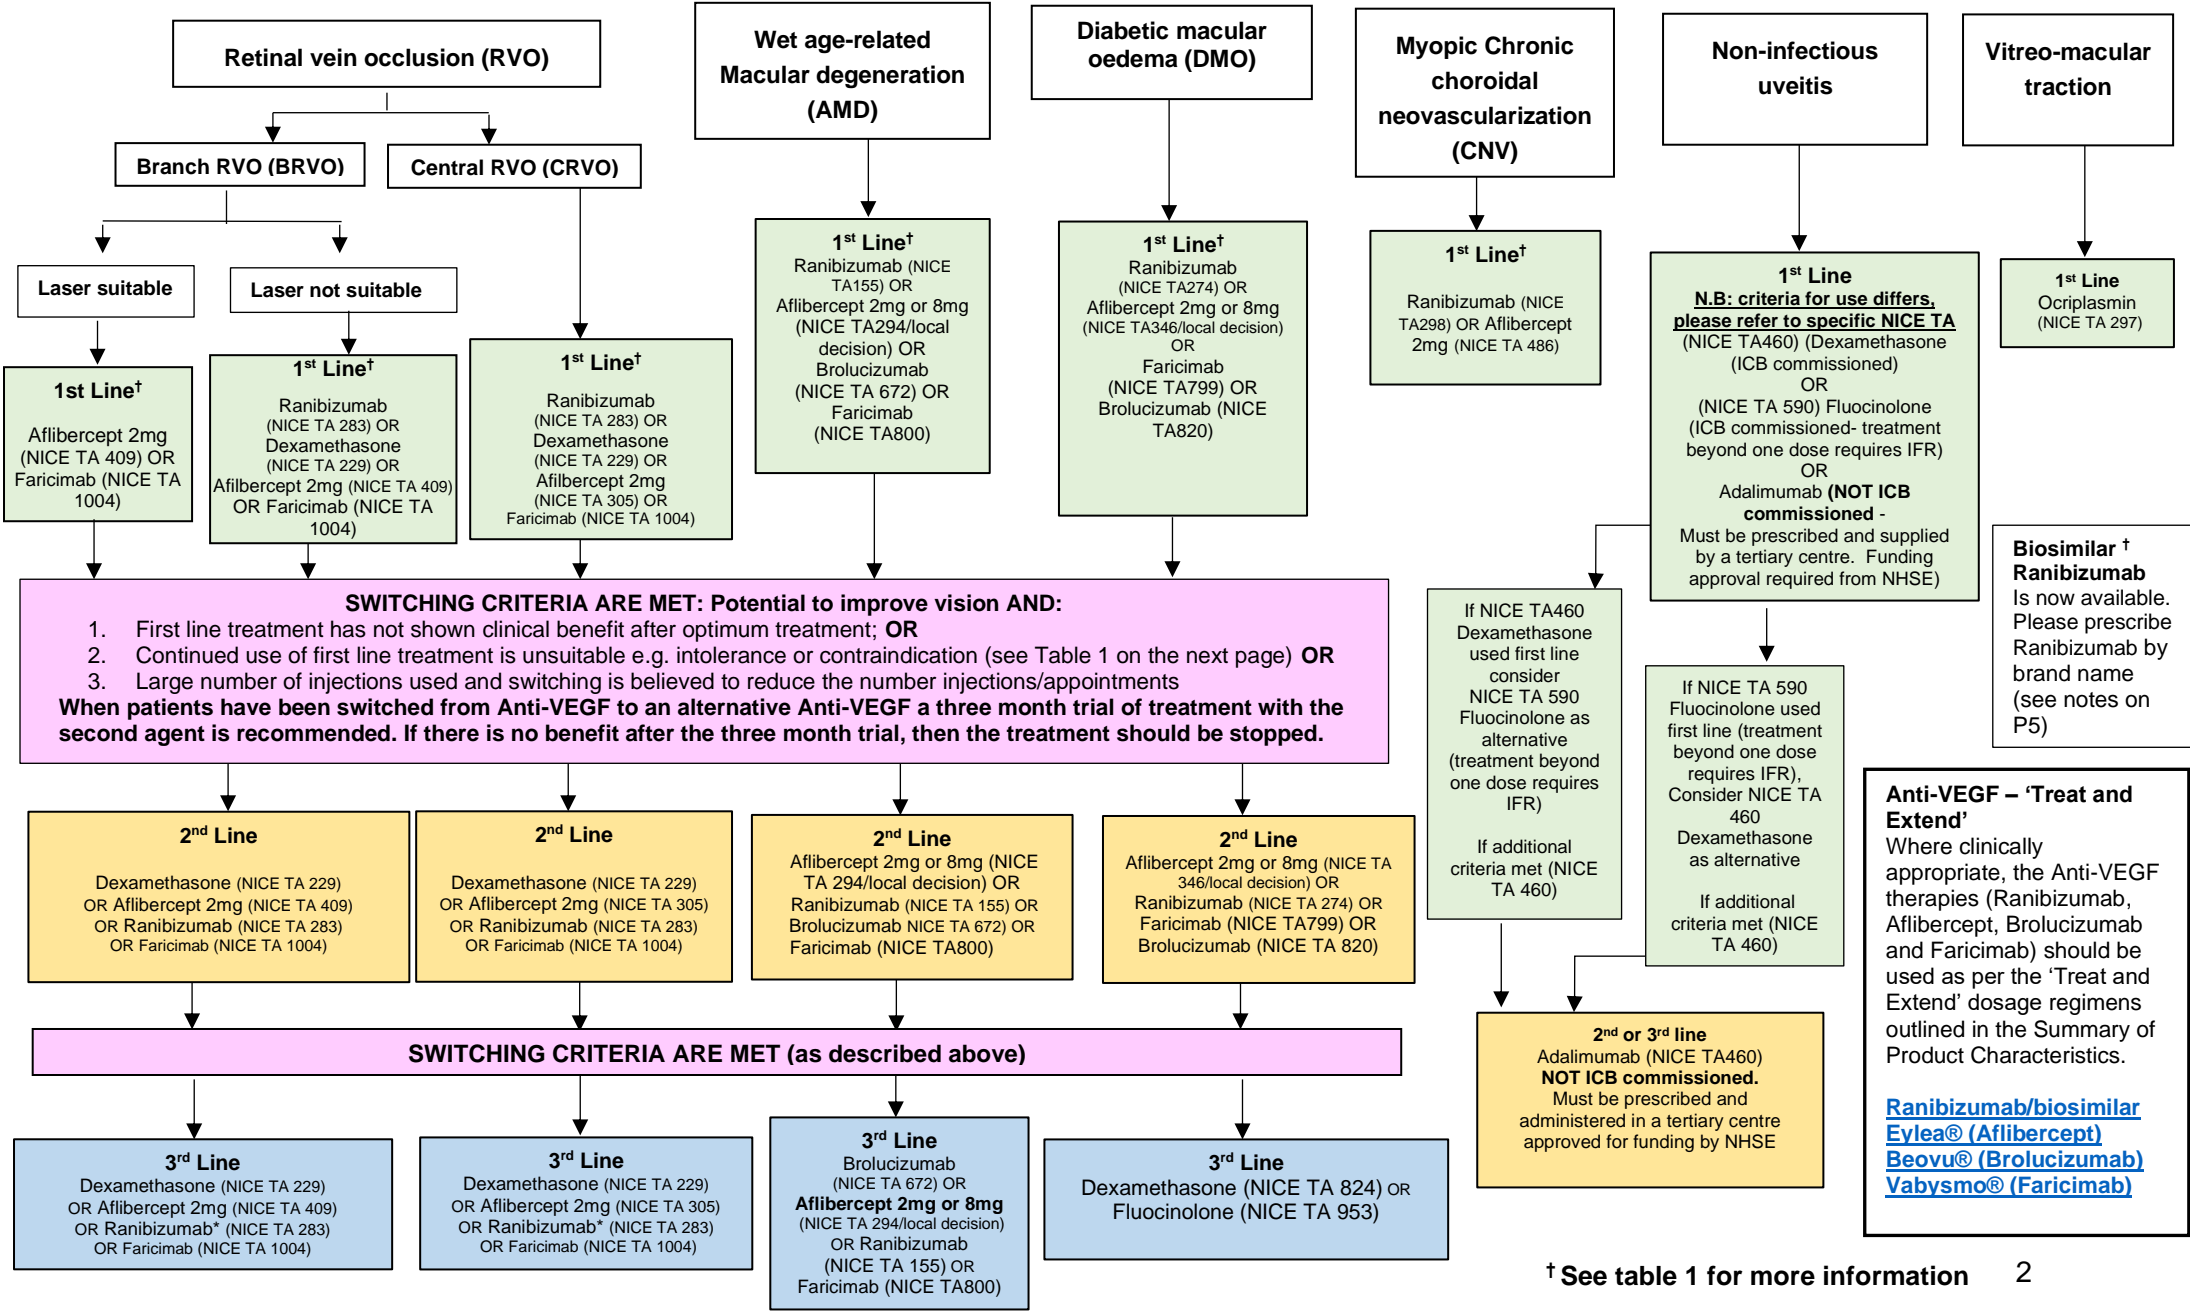 Retinal vein occlusion (RVO)
Branch RVO (BRVO)
Central RVO (CRVO)
Laser suitable
Laser not suitable
1st Line†
Aflibercept 2mg
(NICE TA 409) OR
Faricimab (NICE TA
1004)
1st Line†
Ranibizumab
(NICE TA 283) OR
Dexamethasone
(NICE TA 229) OR
Afilbercept 2mg (NICE TA 409)
OR Faricimab (NICE TA
1004)
1st Line†
Ranibizumab
(NICE TA 283) OR
Dexamethasone
(NICE TA 229) OR
Afilbercept 2mg
(NICE TA 305) OR
Faricimab (NICE TA 1004)
Wet age-related
Macular degeneration
(AMD)
1st Line†
Ranibizumab (NICE
TA155) OR
Aflibercept 2mg or 8mg
(NICE TA294/local
decision) OR
Brolucizumab
(NICE TA 672) OR
Faricimab
(NICE TA800)
Diabetic macular
oedema (DMO)
1st Line†
Ranibizumab
(NICE TA274) OR
Aflibercept 2mg or 8mg
(NICE TA346/local decision)
OR
Faricimab
(NICE TA799) OR
Brolucizumab (NICE
TA820)
Myopic Chronic
choroidal
neovascularization
(CNV)
1st Line†
Ranibizumab (NICE
TA298) OR Aflibercept
2mg (NICE TA 486)
Non-infectious
uveitis
1st Line
N.B: criteria for use differs,
please refer to specific NICE TA
(NICE TA460) (Dexamethasone
(ICB commissioned)
OR
(NICE TA 590) Fluocinolone
(ICB commissioned- treatment
beyond one dose requires IFR)
OR
Adalimumab (NOT ICB
commissioned -
Must be prescribed and supplied
by a tertiary centre. Funding
approval required from NHSE)
Vitreo-macular
traction
1st Line
Ocriplasmin
(NICE TA 297)
SWITCHING CRITERIA ARE MET: Potential to improve vision AND:
1. First line treatment has not shown clinical benefit after optimum treatment; OR
2. Continued use of first line treatment is unsuitable e.g. intolerance or contraindication (see Table 1 on the next page) OR
3. Large number of injections used and switching is believed to reduce the number injections/appointments
When patients have been switched from Anti-VEGF to an alternative Anti-VEGF a three month trial of treatment with the
second agent is recommended. If there is no benefit after the three month trial, then the treatment should be stopped.
2nd Line
Dexamethasone (NICE TA 229)
OR Aflibercept 2mg (NICE TA 409)
OR Ranibizumab (NICE TA 283)
OR Faricimab (NICE TA 1004)
2nd Line
Dexamethasone (NICE TA 229)
OR Aflibercept 2mg (NICE TA 305)
OR Ranibizumab (NICE TA 283)
OR Faricimab (NICE TA 1004)
2nd Line
Aflibercept 2mg or 8mg (NICE
TA 294/local decision) OR
Ranibizumab (NICE TA 155) OR
Brolucizumab NICE TA 672) OR
Faricimab (NICE TA800)
2nd Line
Aflibercept 2mg or 8mg (NICE TA
346/local decision) OR
Ranibizumab (NICE TA 274) OR
Faricimab (NICE TA799) OR
Brolucizumab (NICE TA 820)
SWITCHING CRITERIA ARE MET (as described above)
3rd Line
Dexamethasone (NICE TA 229)
OR Aflibercept 2mg (NICE TA 409)
OR Ranibizumab* (NICE TA 283)
OR Faricimab (NICE TA 1004)
3rd Line
Dexamethasone (NICE TA 229)
OR Aflibercept 2mg (NICE TA 305)
OR Ranibizumab* (NICE TA 283)
OR Faricimab (NICE TA 1004)
3rd Line
Brolucizumab
(NICE TA 672) OR
Aflibercept 2mg or 8mg
(NICE TA 294/local decision)
OR Ranibizumab
(NICE TA 155) OR
Faricimab (NICE TA800)
3rd Line
Dexamethasone (NICE TA 824) OR
Fluocinolone (NICE TA 953)
If NICE TA460
Dexamethasone
used first line
consider
NICE TA 590
Fluocinolone as
alternative
(treatment beyond
one dose requires
IFR)
If additional
criteria met (NICE
TA 460)
If NICE TA 590
Fluocinolone used
first line (treatment
beyond one dose
requires IFR),
Consider NICE TA
460
Dexamethasone
as alternative
If additional
criteria met (NICE
TA 460)
2nd or 3rd line
Adalimumab (NICE TA460)
NOT ICB commissioned.
Must be prescribed and
administered in a tertiary centre
approved for funding by NHSE
Biosimilar †
Ranibizumab
Is now available.
Please prescribe
Ranibizumab by
brand name
(see notes on
P5)
Anti-VEGF – ‘Treat and
Extend’
Where clinically
appropriate, the Anti-VEGF
therapies (Ranibizumab,
Aflibercept, Brolucizumab
and Faricimab) should be
used as per the ‘Treat and
Extend’ dosage regimens
outlined in the Summary of
Product Characteristics.
Ranibizumab/biosimilar
Eylea® (Aflibercept)
Beovu® (Brolucizumab)
Vabysmo® (Faricimab)
† See table 1 for more information
2